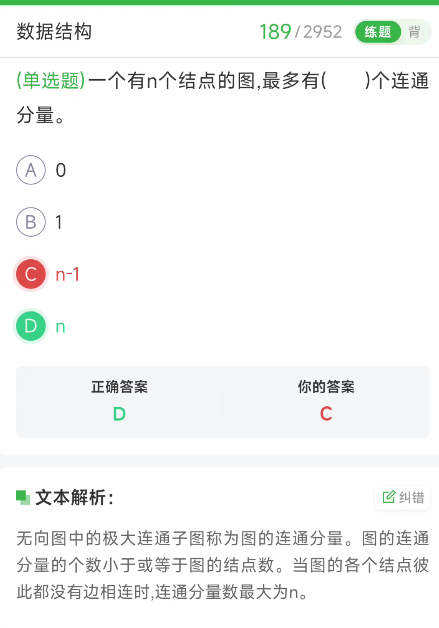 数据结构
189/2952
练题
背
(单选题)一个有n个结点的图,最多有(      )个连通
分量。
A 0
B 1
C n-1
D n
正确答案
你的答案
D
C
文本解析：
纠错
无向图中的极大连通子图称为图的连通分量。图的连通
分量的个数小于或等于图的结点数。当图的各个结点彼
此都没有边相连时,连通分量数最大为n。